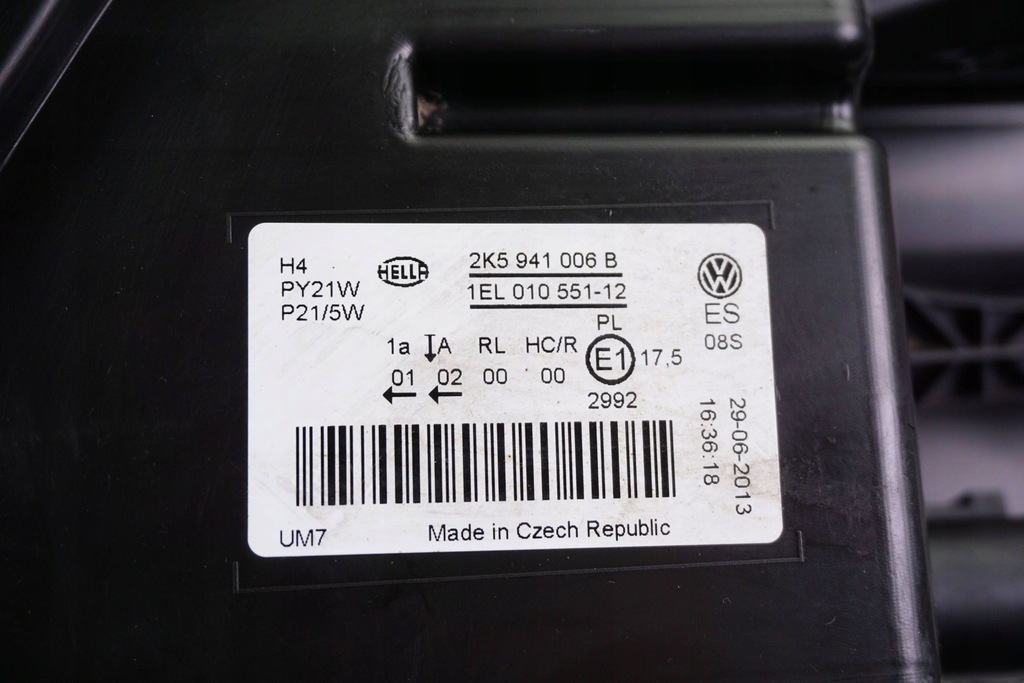 H4
PY21W
P21/5W
HELLA
2K5 941 006 B
1EL 010 551-12
PL
VW
ES
08S
1a A RL HC/R
01 02 00 00
E1
17,5
2992
29-06-2013
16:36:18
UM7
Made in Czech Republic